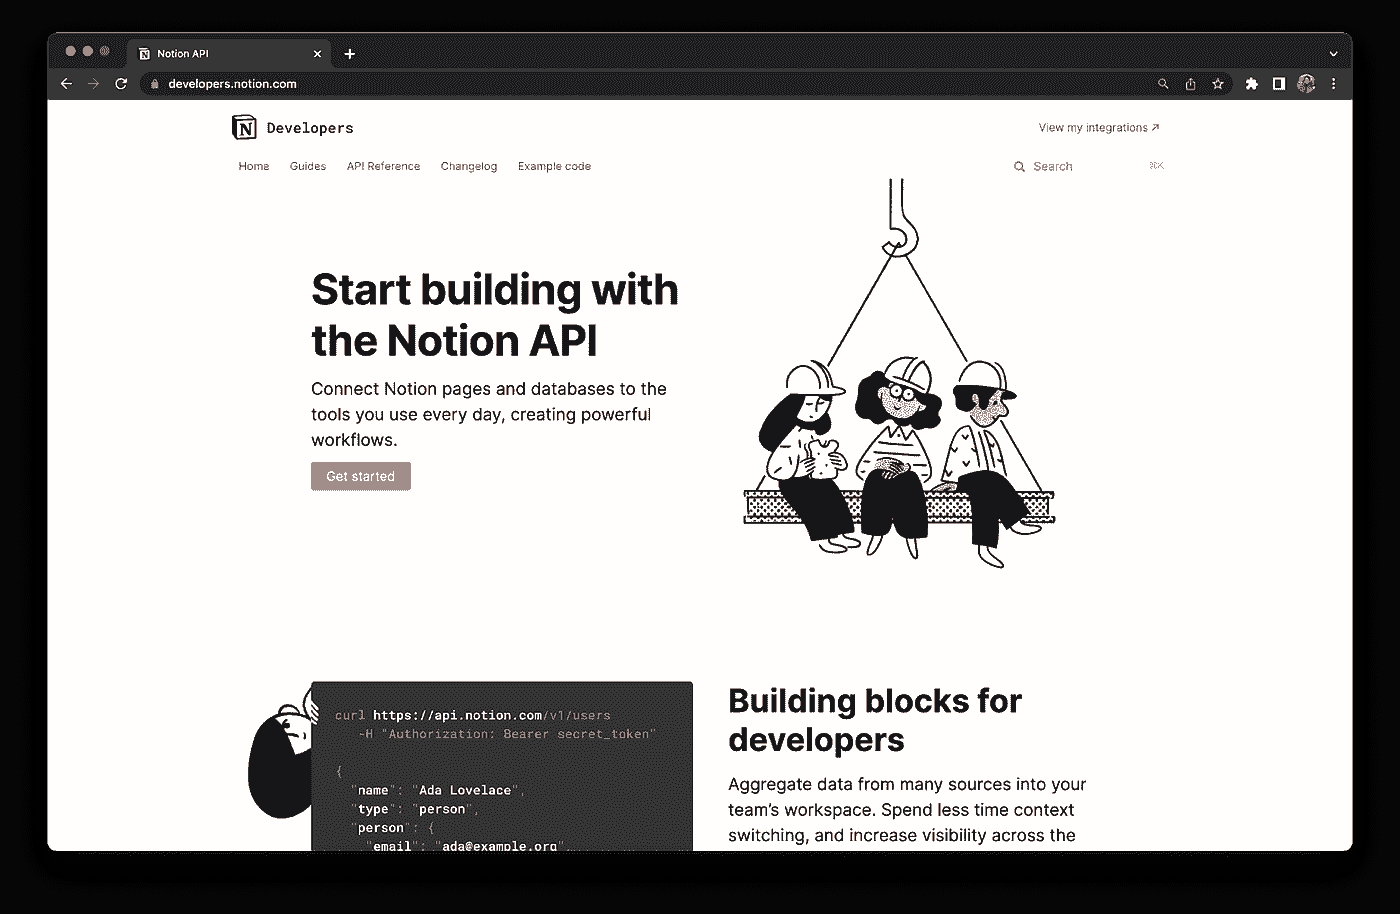 Notion API
developers.notion.com
N Developers
View my integrations ↗
Home Guides API Reference Changelog Example code
Search ⌘K
Start building with
the Notion API
Connect Notion pages and databases to the
tools you use every day, creating powerful
workflows.
Get started
curl https://api.notion.com/v1/users
-H "Authorization: Bearer secret_token"
{
"name": "Ada Lovelace",
"type": "person",
"person": {
"email": "ada@example.org",
Building blocks for
developers
Aggregate data from many sources into your
team's workspace. Spend less time context
switching, and increase visibility across the